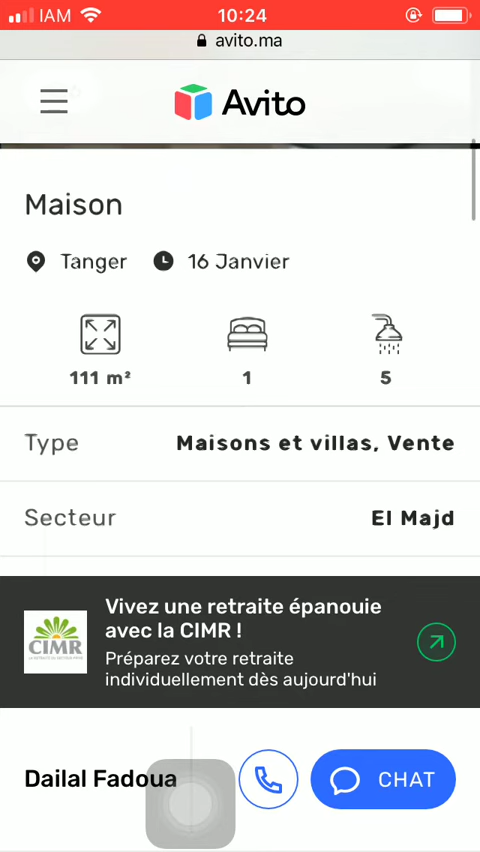 IAM 10:24
avito.ma
Avito
Maison
Tanger 16 Janvier
111 m² 1 5
Type Maisons et villas, Vente
Secteur El Majd
Vivez une retraite épanouie
avec la CIMR !
CIMR
Préparez votre retraite
individuellement dès aujourd'hui
Dailal Fadoua CHAT